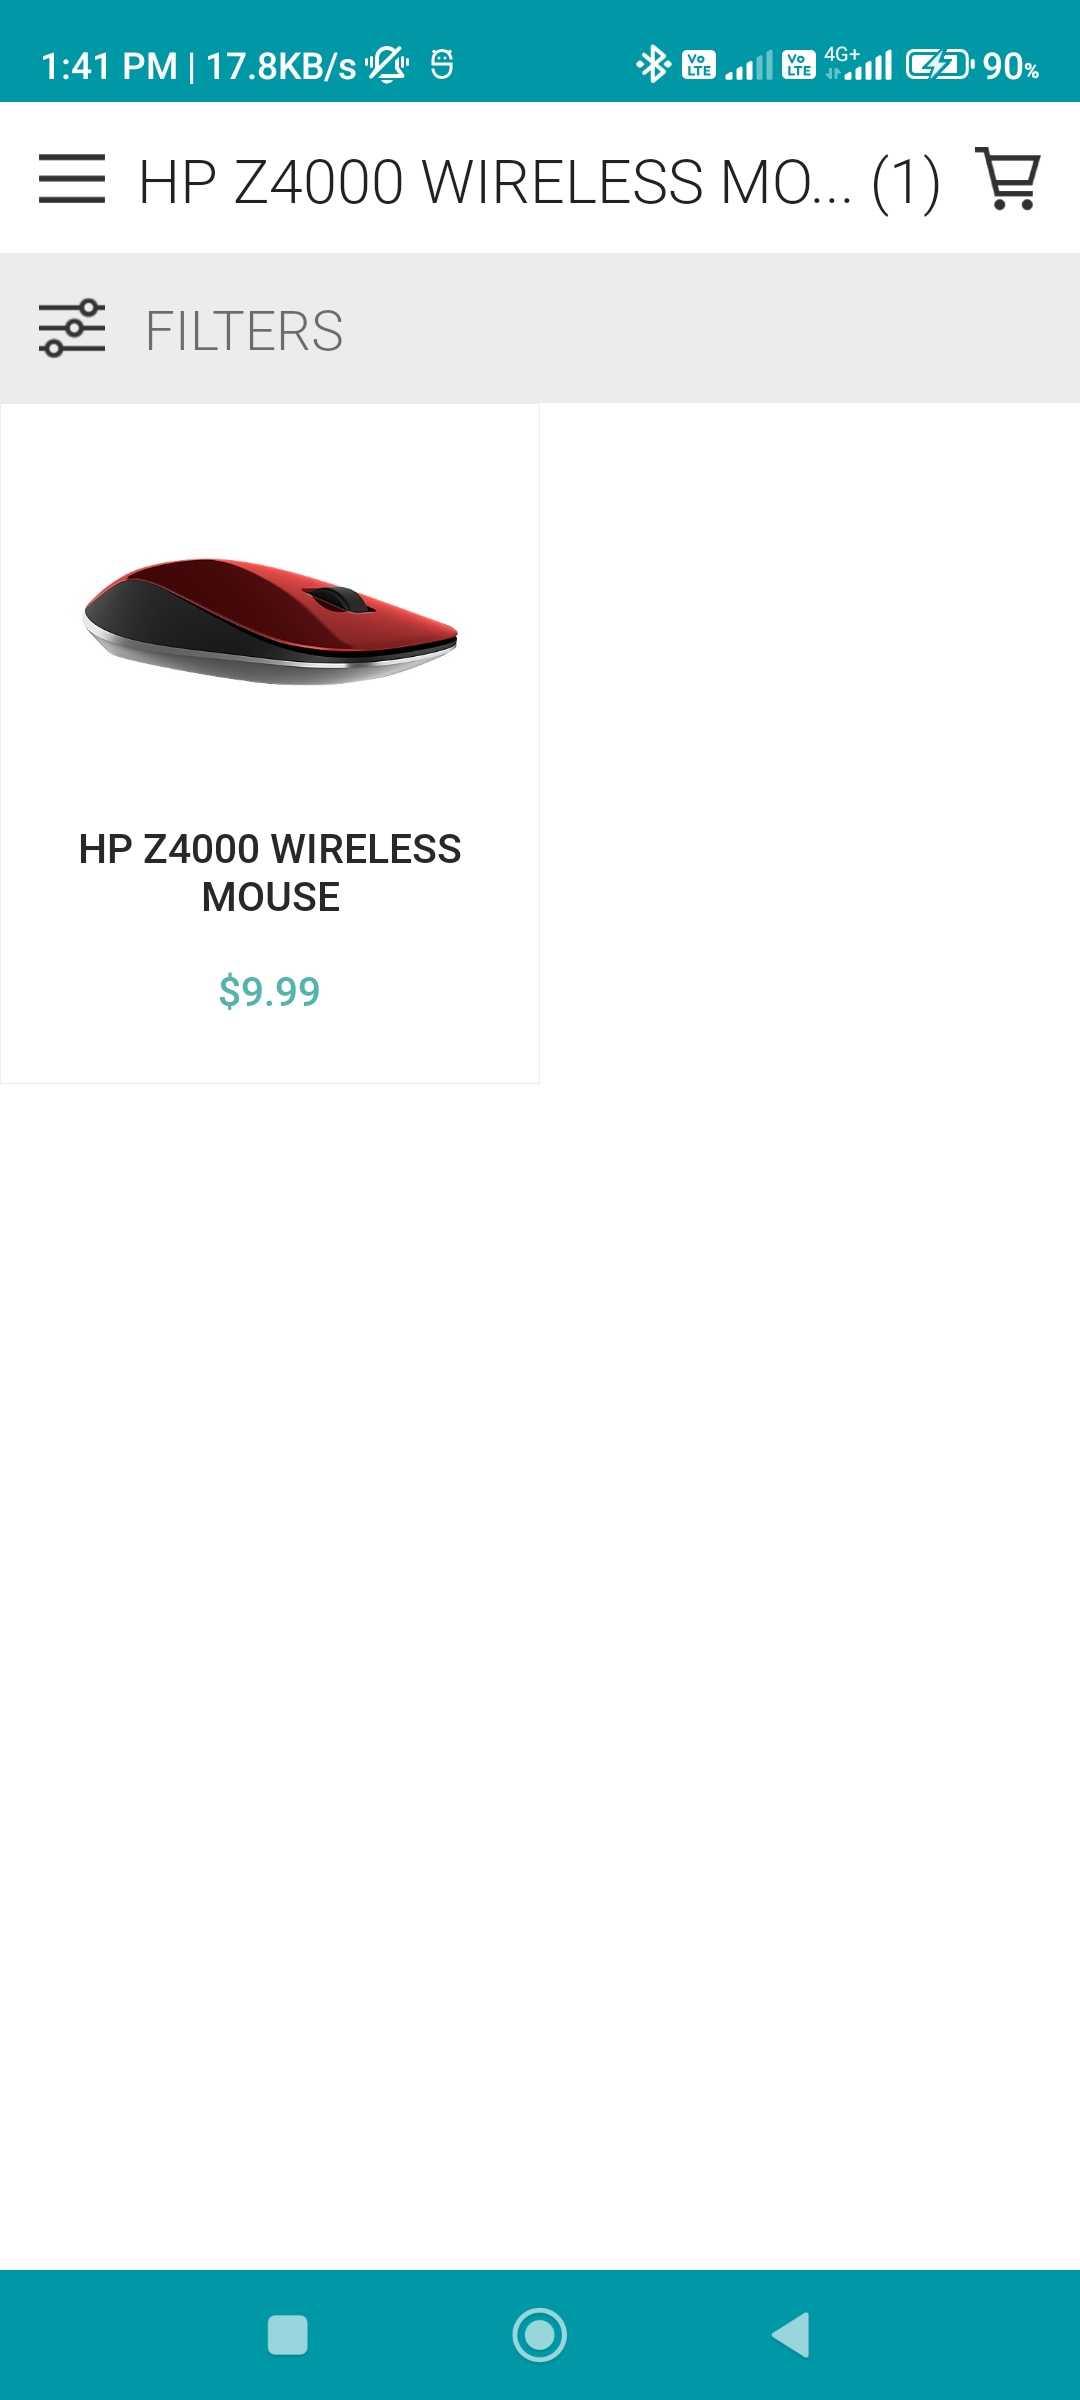 1:41 PM | 17.8KB/s Vo LTE Vo LTE 4G+ 90%
HP Z4000 WIRELESS MO... (1)
FILTERS
HP Z4000 WIRELESS
MOUSE
$9.99